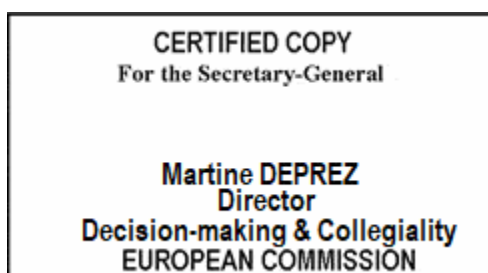 CERTIFIED COPY
For the Secretary-General
Martine DEPREZ
Director
Decision-making & Collegiality
EUROPEAN COMMISSION